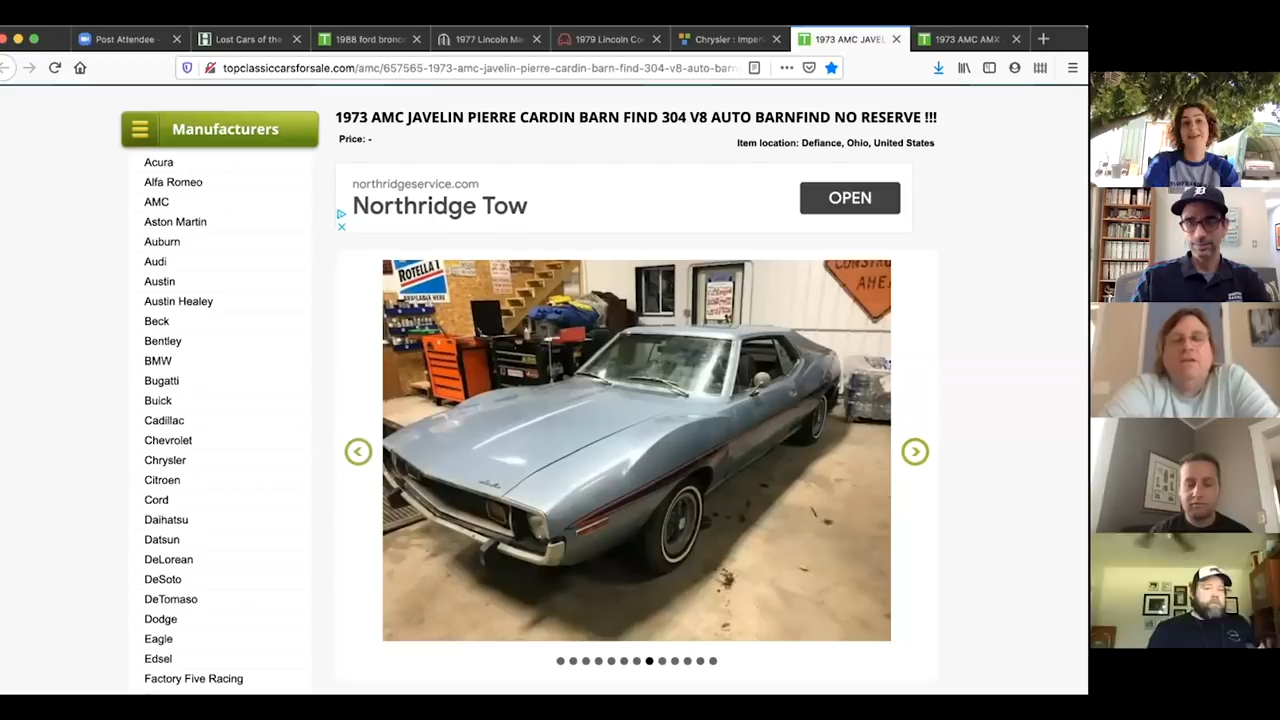 Post Attendee -
Lost Cars of the
1988 ford bronc
1977 Lincoln Ma
1979 Lincoln Co
Chrysler : Imper
1973 AMC JAVEL
1973 AMC AMX
topclassiccarsforsale.com/amc/657565-1973-amc-javelin-pierre-cardin-barn-find-304-v8-auto-barn
Manufacturers
Acura
Alfa Romeo
AMC
Aston Martin
Auburn
Audi
Austin
Austin Healey
Beck
Bentley
BMW
Bugatti
Buick
Cadillac
Chevrolet
Chrysler
Citroen
Cord
Daihatsu
Datsun
DeLorean
DeSoto
DeTomaso
Dodge
Eagle
Edsel
Factory Five Racing
1973 AMC JAVELIN PIERRE CARDIN BARN FIND 304 V8 AUTO BARNFIND NO RESERVE !!!
Price: -
Item location: Defiance, Ohio, United States
northridgeservice.com
Northridge Tow
OPEN
ROTELLA T
AVAILABLE HERE
CONSTRU
AHE